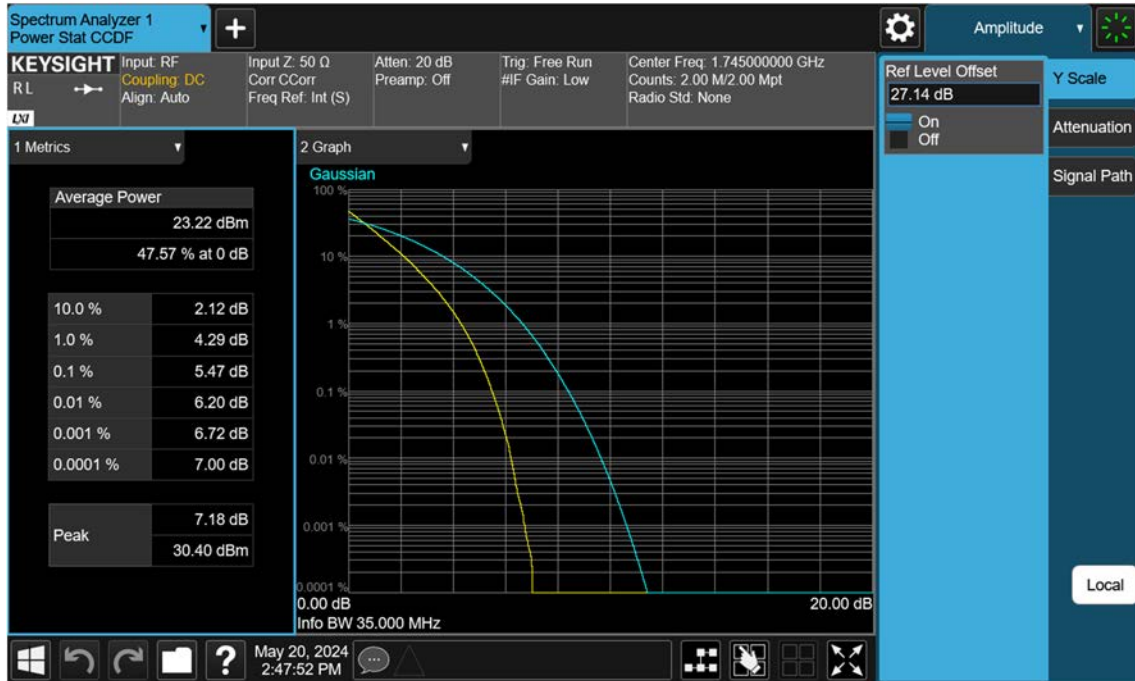 Spectrum Analyzer 1
Power Stat CCDF
+
Amplitude
KEYSIGHT
R L
LXI
Input: RF
Coupling: DC
Align: Auto
Input Z: 50 Ω
Corr CCorr
Freq Ref: Int (S)
Atten: 20 dB
Preamp: Off
Trig: Free Run
#IF Gain: Low
Center Freq: 1.745000000 GHz
Counts: 2.00 M/2.00 Mpt
Radio Std: None
Ref Level Offset
27.14 dB
On
Off
Y Scale
Attenuation
Signal Path
1 Metrics
Average Power
23.22 dBm
47.57 % at 0 dB
10.0 % 2.12 dB
1.0 % 4.29 dB
0.1 % 5.47 dB
0.01 % 6.20 dB
0.001 % 6.72 dB
0.0001 % 7.00 dB
Peak
7.18 dB
30.40 dBm
2 Graph
Gaussian
100 %
10 %
1 %
0.1 %
0.01 %
0.001 %
0.0001 %
0.00 dB 20.00 dB
Info BW 35.000 MHz
Local
?
May 20, 2024
2:47:52 PM